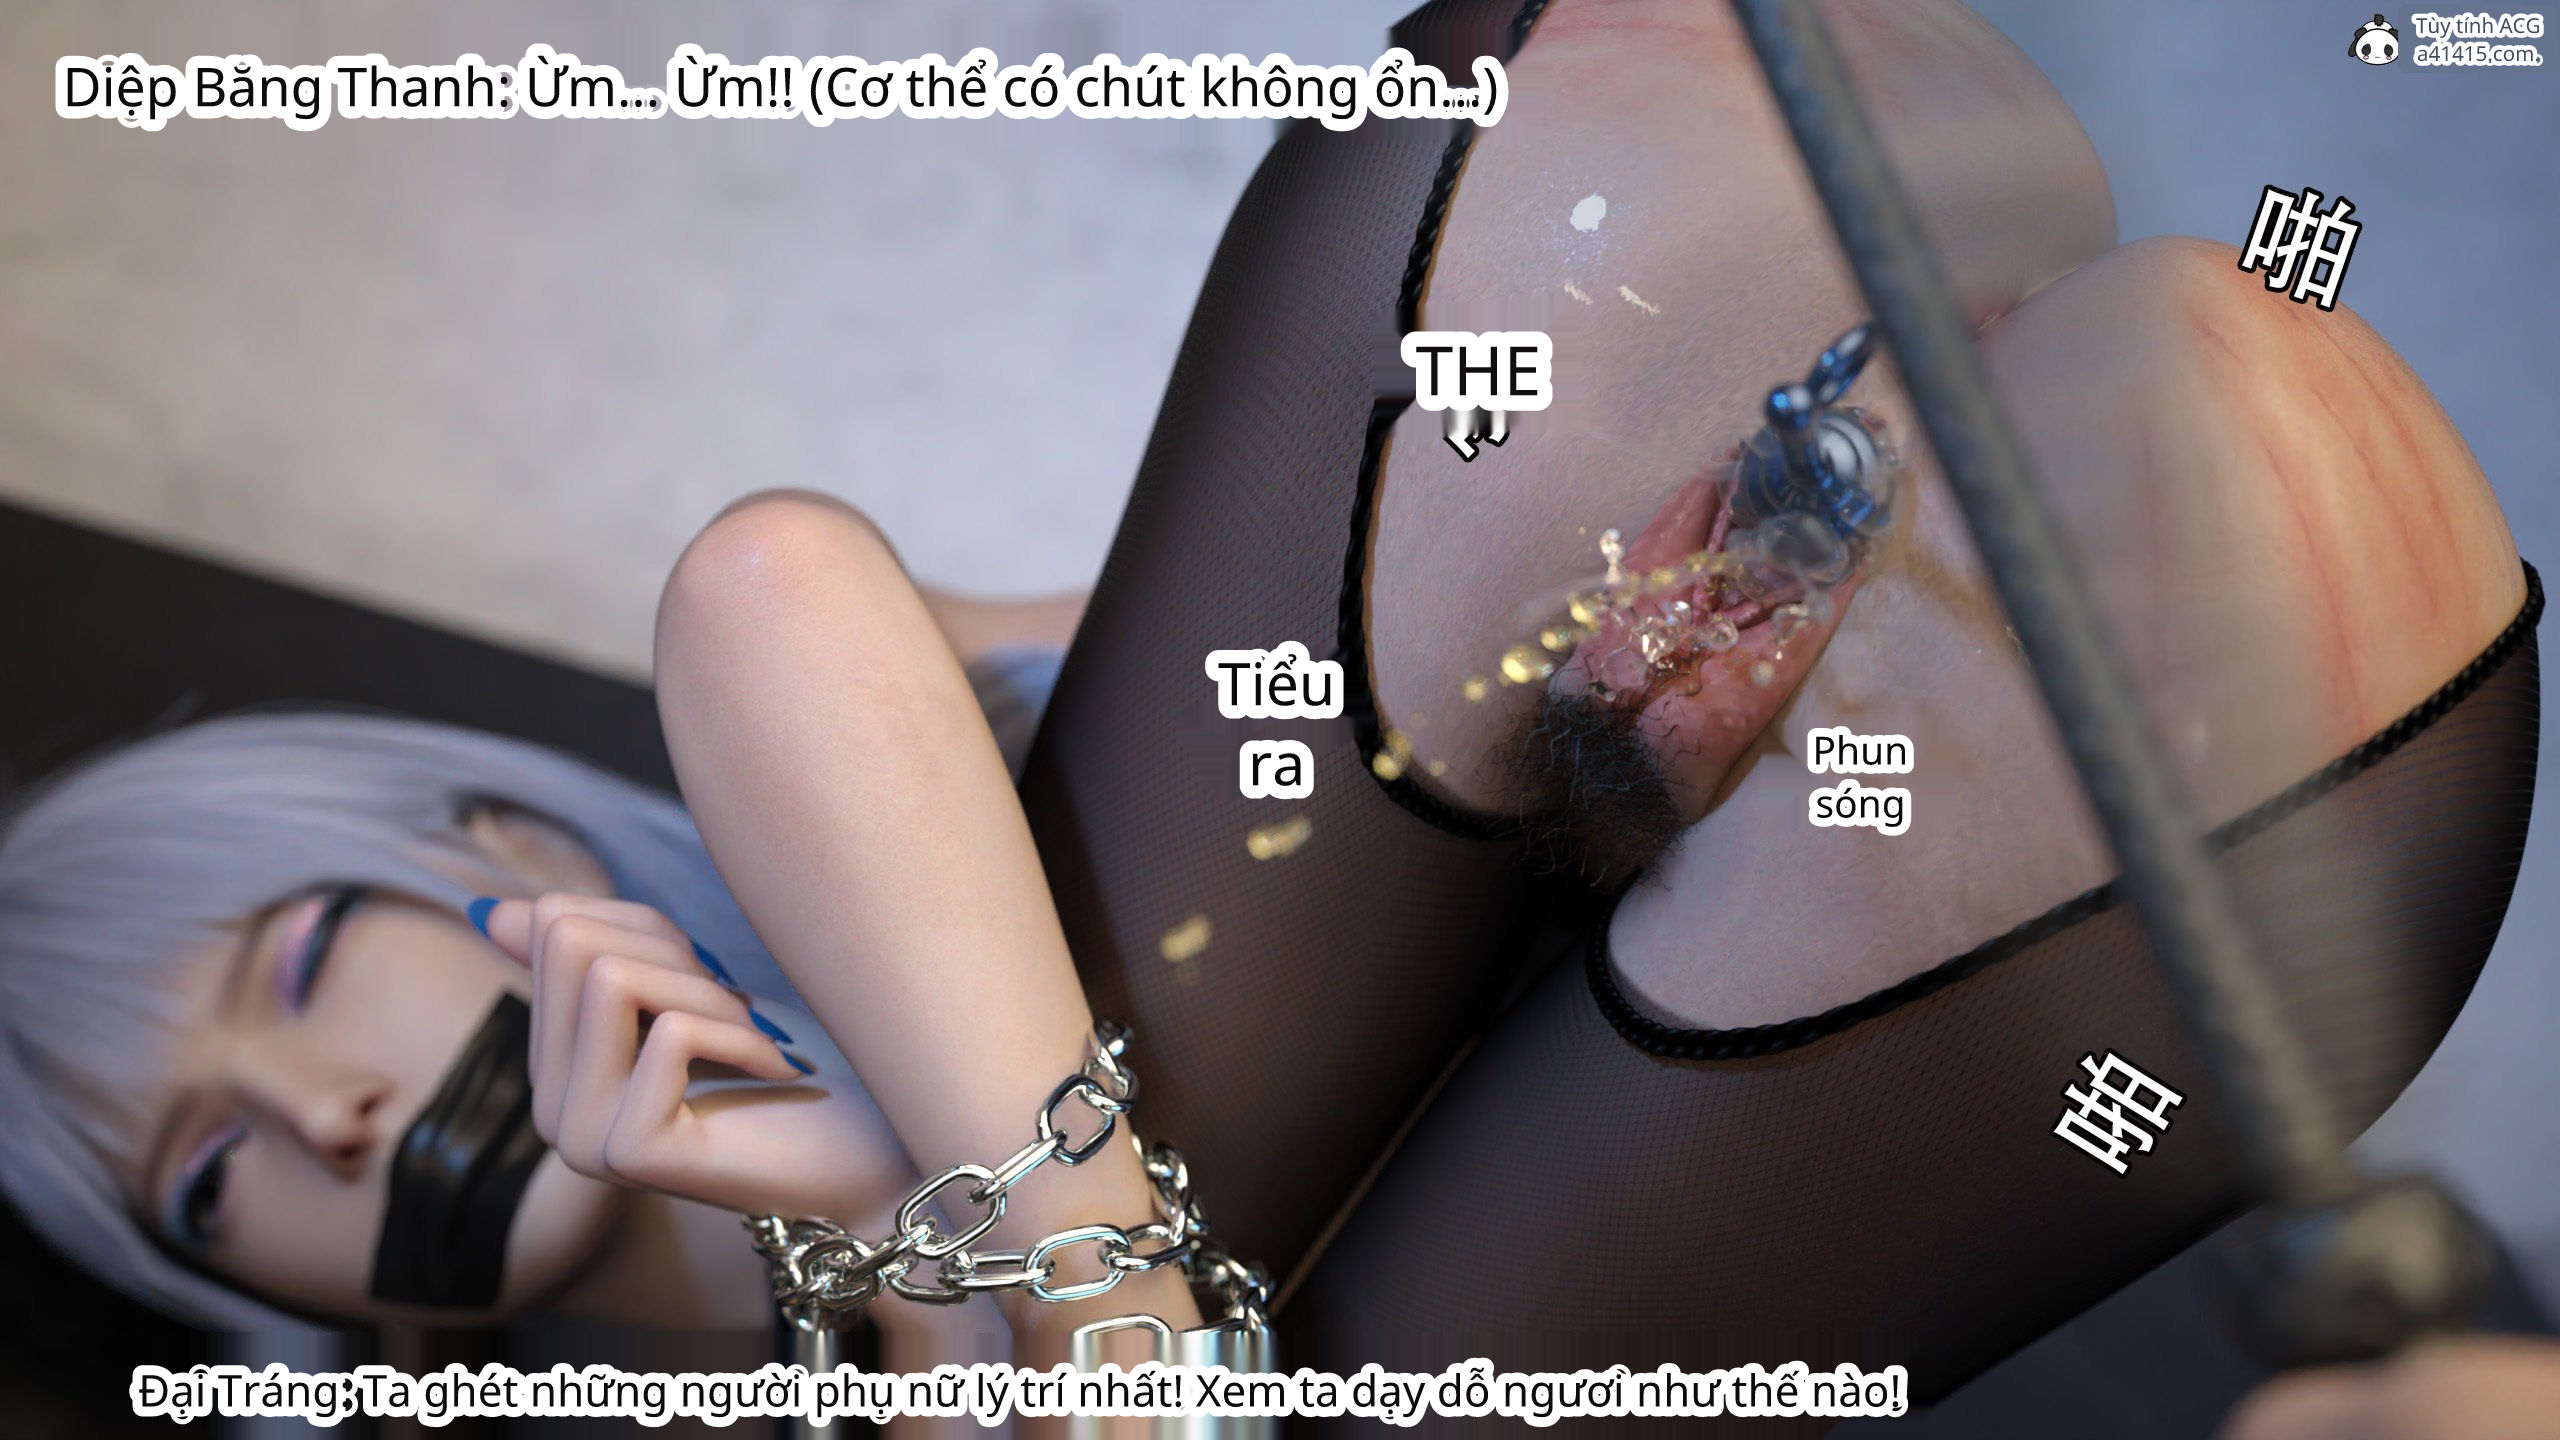 Tùy tính ACG
a41415.com
Diệp Băng Thanh: Ừm... Ừm!! (Cơ thể có chút không ổn...)
啪
THE
Tiểu
ra
Phun
sóng
啪
Đại Tráng: Ta ghét những người phụ nữ lý trí nhất! Xem ta dạy dỗ ngươi như thế nào!